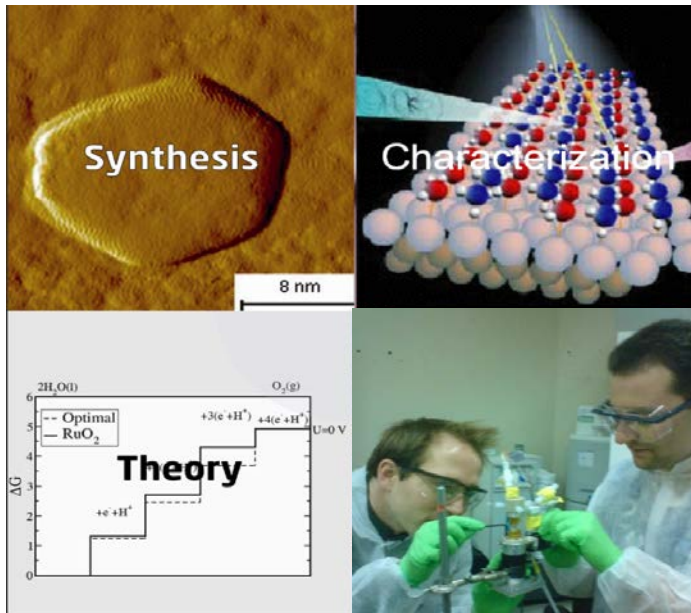 Synthesis
8 nm
Characterization
2H₂O(l)
O₂(g)
6
5
4
3
2
1
0
ΔG
Optimal
RuO₂
+3(e⁻+H⁺)
+4(e⁻+H⁺)
U=0 V
Theory
+e⁻+H⁺